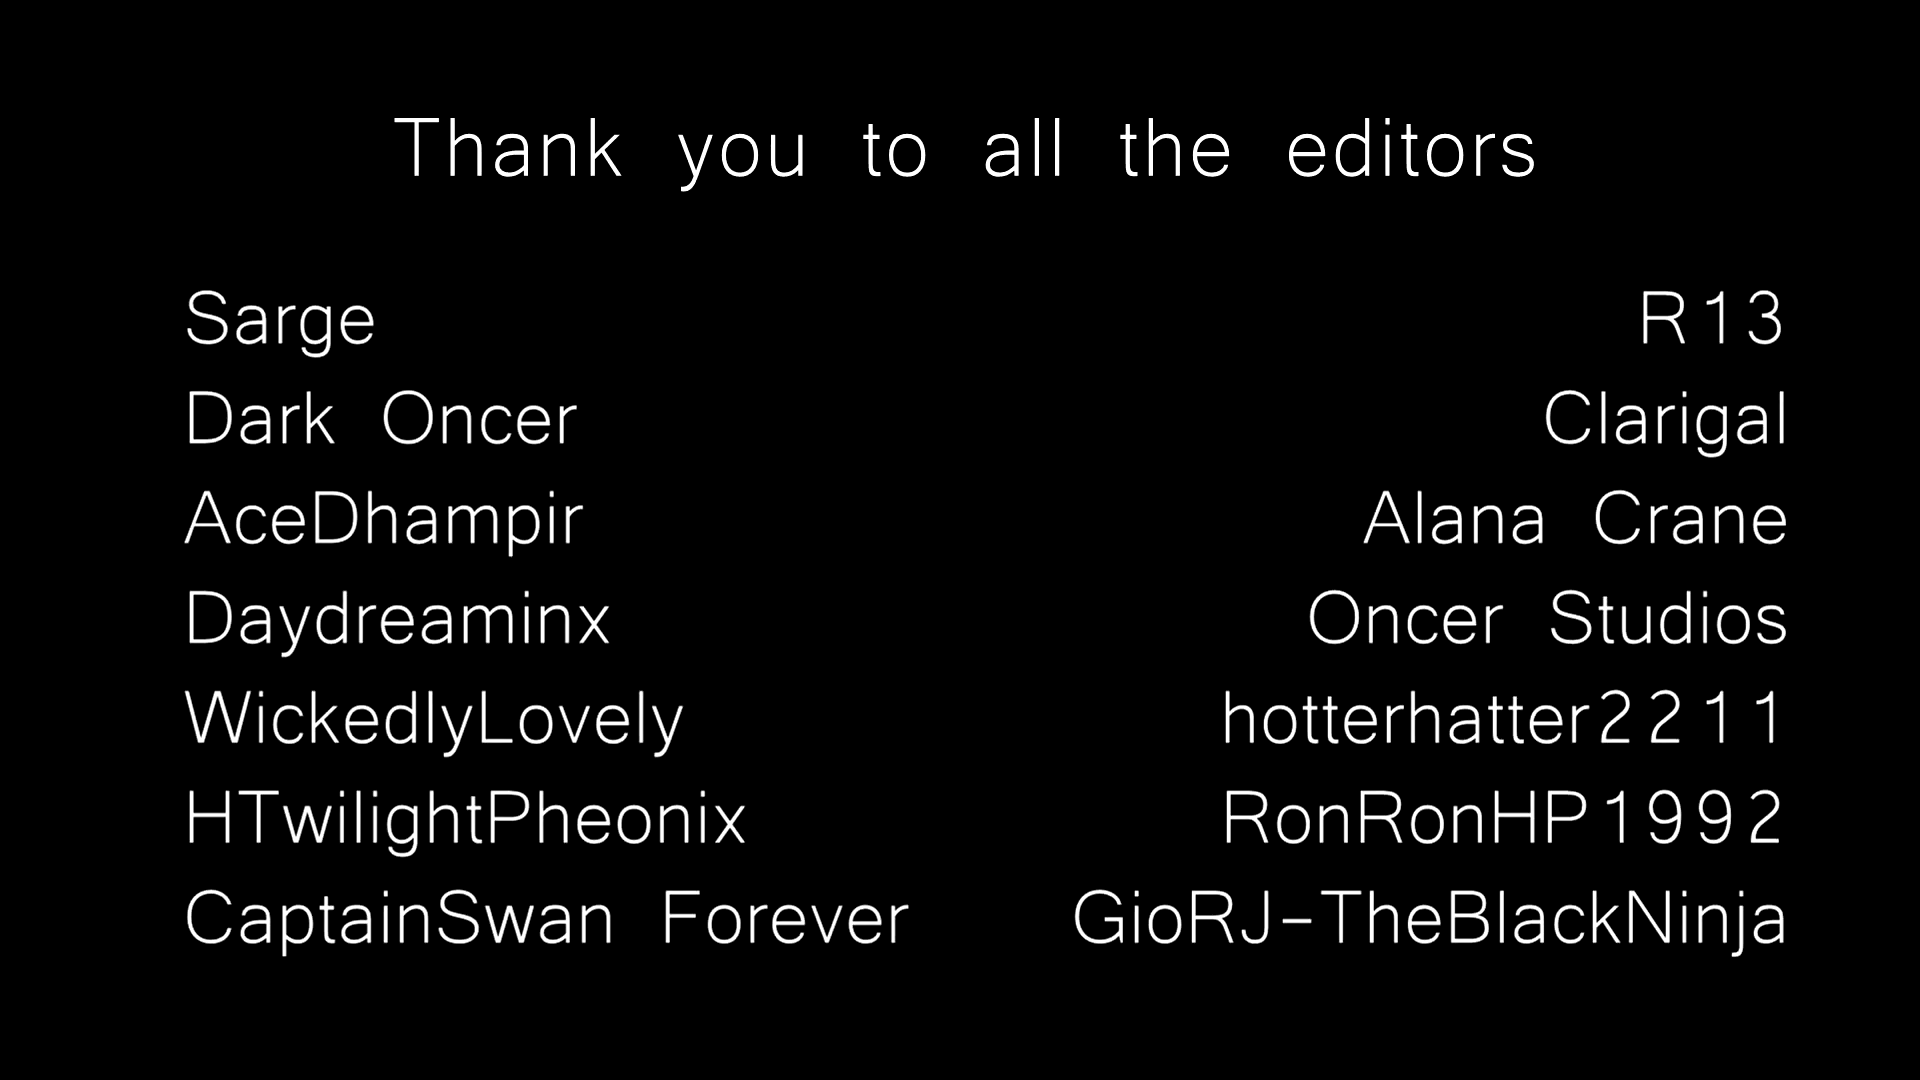 Thank you to all the editors
Sarge R13
Dark Oncer Clarigal
AceDhampir Alana Crane
Daydreaminx Oncer Studios
WickedlyLovely hotterhatter2211
HTwilightPheonix RonRonHP1992
CaptainSwan Forever GioRJ-TheBlackNinja